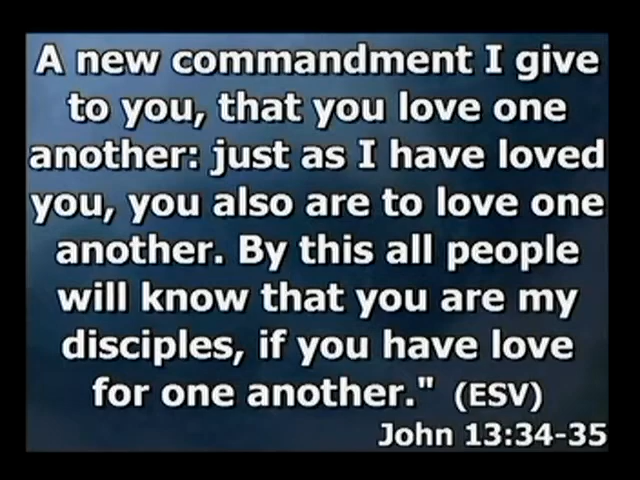 A new commandment I give
to you, that you love one
another: just as I have loved
you, you also are to love one
another. By this all people
will know that you are my
disciples, if you have love
for one another." (ESV)
John 13:34-35